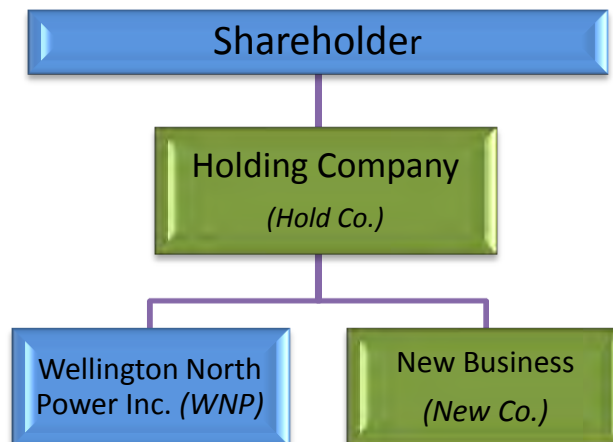 Shareholder
Holding Company
(Hold Co.)
Wellington North
Power Inc. (WNP)
New Business
(New Co.)